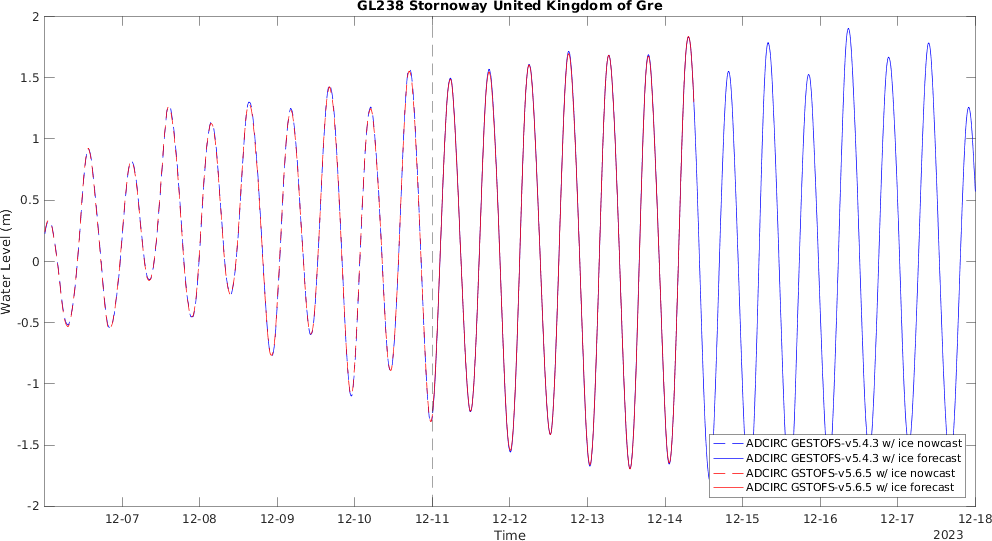 GL238 Stornoway United Kingdom of Gre
Water Level (m)
2
1.5
1
0.5
0
-0.5
-1
-1.5
-2
ADCIRC GESTOFS-v5.4.3 w/ ice nowcast
ADCIRC GESTOFS-v5.4.3 w/ ice forecast
ADCIRC GSTOFS-v5.6.5 w/ ice nowcast
ADCIRC GSTOFS-v5.6.5 w/ ice forecast
12-07 12-08 12-09 12-10 12-11 12-12 12-13 12-14 12-15 12-16 12-17 12-18
Time
2023